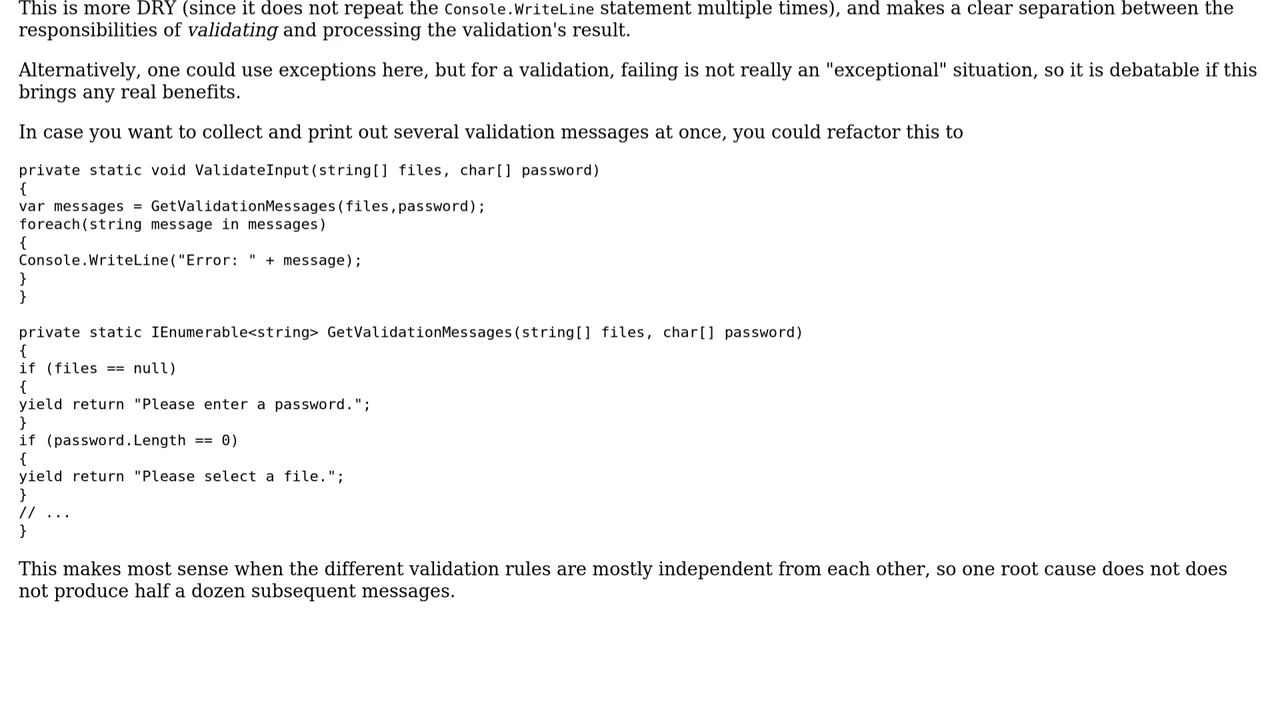 This is more DRY (since it does not repeat the Console.WriteLine statement multiple times), and makes a clear separation between the
responsibilities of validating and processing the validation's result.
Alternatively, one could use exceptions here, but for a validation, failing is not really an "exceptional" situation, so it is debatable if this
brings any real benefits.
In case you want to collect and print out several validation messages at once, you could refactor this to
private static void ValidateInput(string[] files, char[] password)
{
var messages = GetValidationMessages(files,password);
foreach(string message in messages)
{
Console.WriteLine("Error: " + message);
}
}
private static IEnumerable<string> GetValidationMessages(string[] files, char[] password)
{
if (files == null)
{
yield return "Please enter a password.";
}
if (password.Length == 0)
{
yield return "Please select a file.";
}
// ...
}
This makes most sense when the different validation rules are mostly independent from each other, so one root cause does not does
not produce half a dozen subsequent messages.